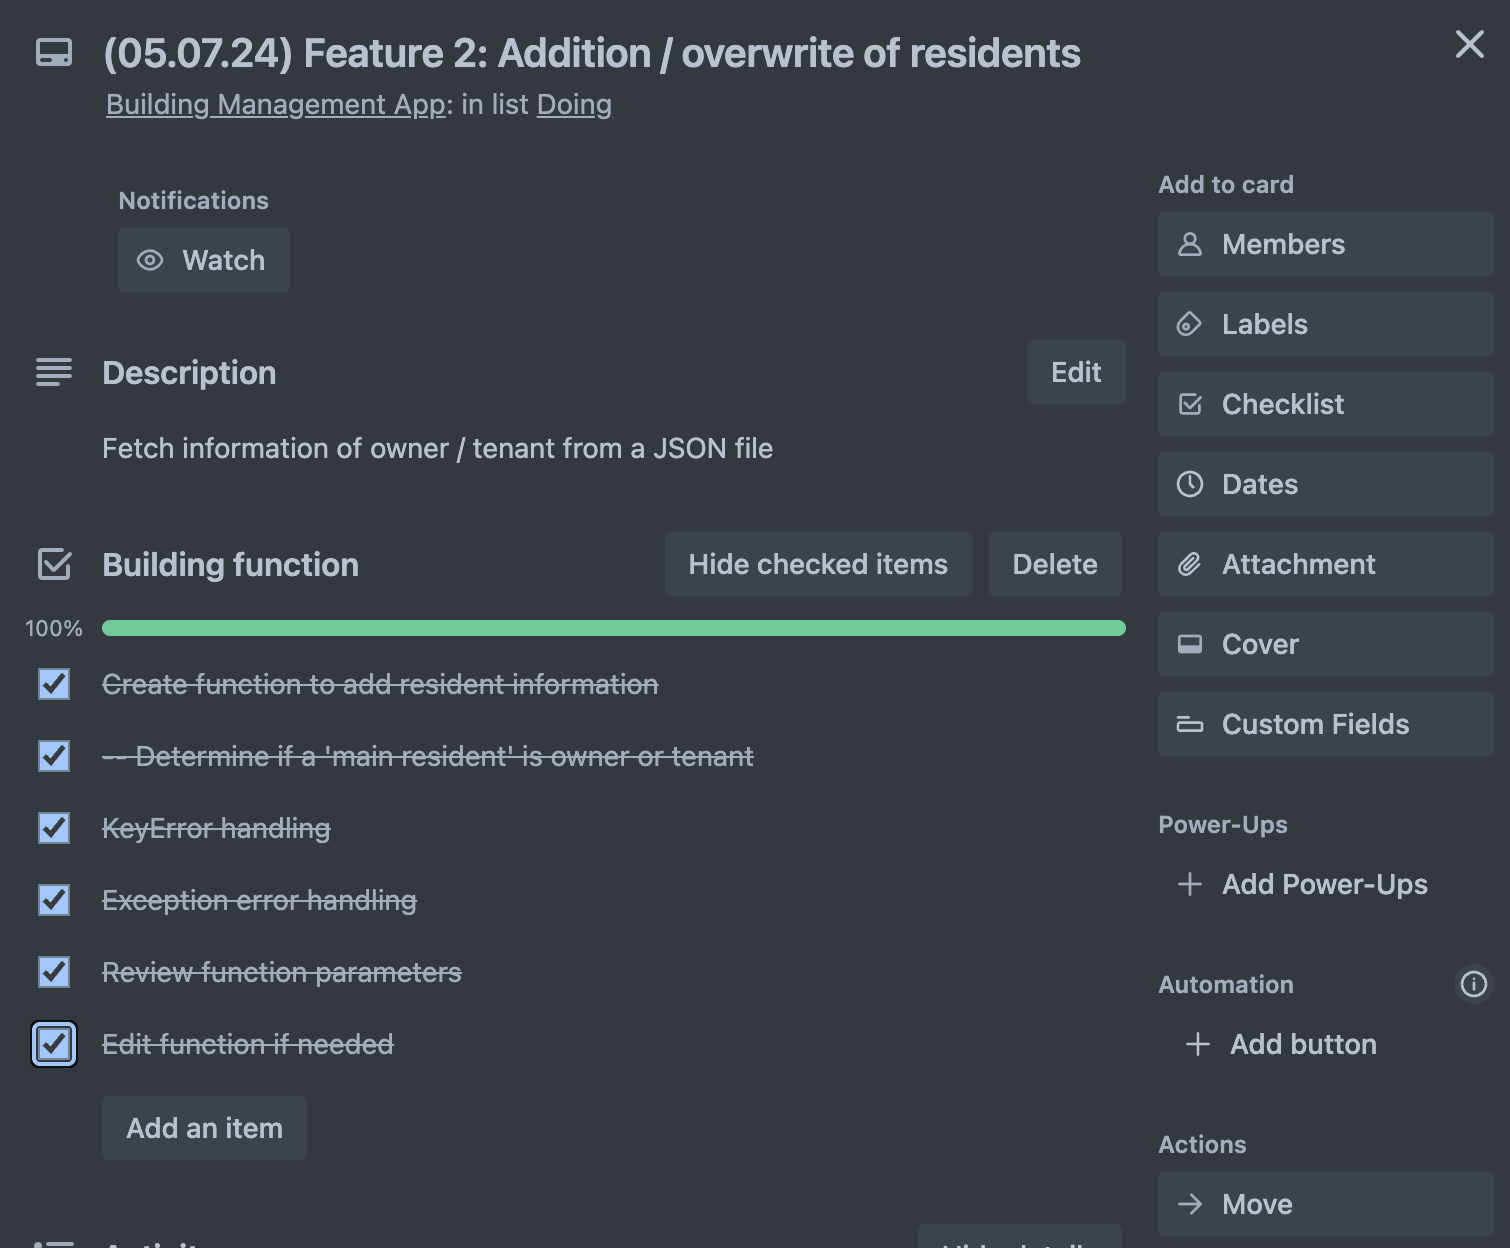 (05.07.24) Feature 2: Addition / overwrite of residents
Building Management App: in list Doing
Notifications
Watch
Description
Edit
Fetch information of owner / tenant from a JSON file
Building function
Hide checked items
Delete
100%
Create function to add resident information
-- Determine if a 'main resident' is owner or tenant
KeyError handling
Exception error handling
Review function parameters
Edit function if needed
Add an item
Add to card
Members
Labels
Checklist
Dates
Attachment
Cover
Custom Fields
Power-Ups
Add Power-Ups
Automation
Add button
Actions
Move